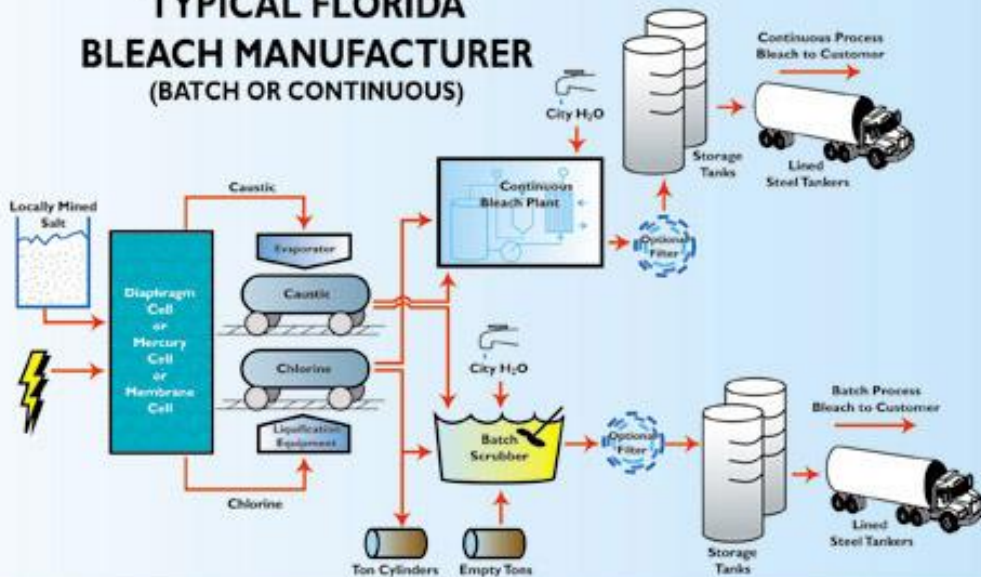 TYPICAL FLORIDA
BLEACH MANUFACTURER
(BATCH OR CONTINUOUS)
Continuous Process
Bleach to Customer
City H₂O
Storage
Tanks
Lined
Steel Tankers
Continuous
Bleach Plant
Optional
Filter
Caustic
Locally Mined
Salt
Evaporator
Caustic
Diaphragm
Cell
or
Mercury
Cell
or
Membrane
Cell
Chlorine
Liquification
Equipment
Chlorine
City H₂O
Batch
Scrubber
Optional
Filter
Batch Process
Bleach to Customer
Storage
Tanks
Lined
Steel Tankers
Ton Cylinders
Empty Tons